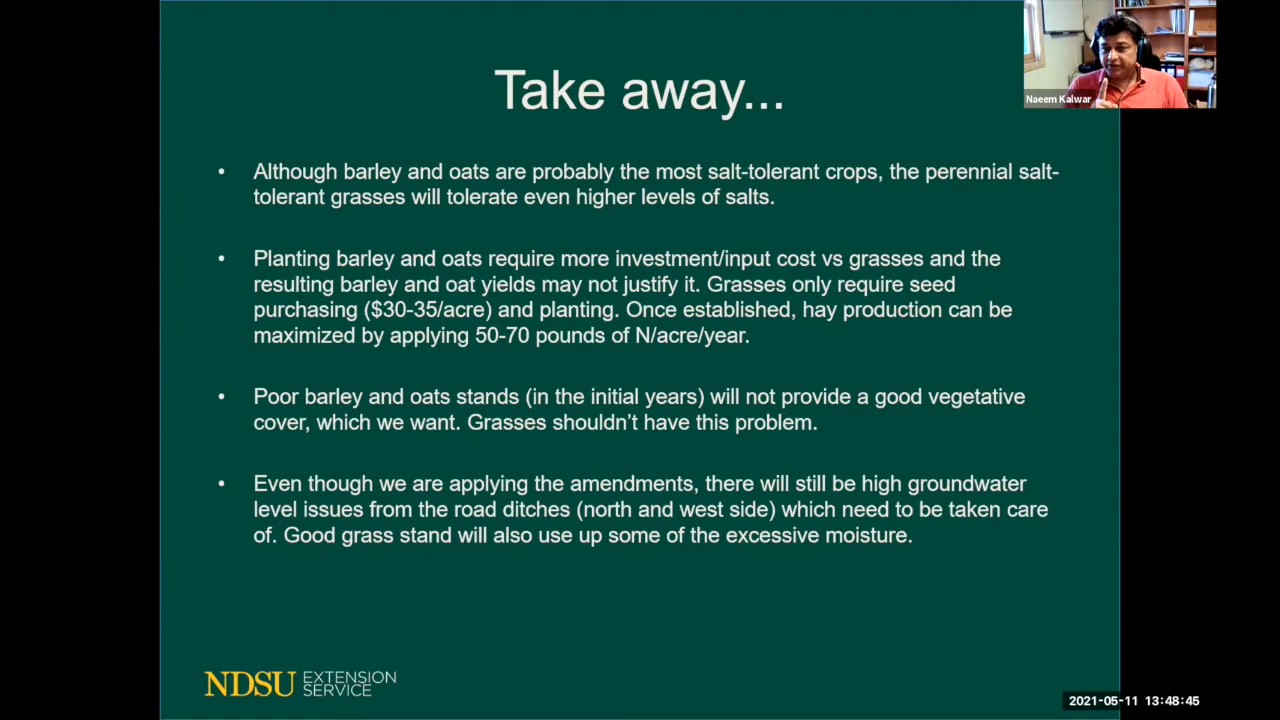 Take away...
Naeem Kalwar
• Although barley and oats are probably the most salt-tolerant crops, the perennial salt-
tolerant grasses will tolerate even higher levels of salts.
• Planting barley and oats require more investment/input cost vs grasses and the
resulting barley and oat yields may not justify it. Grasses only require seed
purchasing ($30-35/acre) and planting. Once established, hay production can be
maximized by applying 50-70 pounds of N/acre/year.
• Poor barley and oats stands (in the initial years) will not provide a good vegetative
cover, which we want. Grasses shouldn’t have this problem.
• Even though we are applying the amendments, there will still be high groundwater
level issues from the road ditches (north and west side) which need to be taken care
of. Good grass stand will also use up some of the excessive moisture.
NDSU EXTENSION
SERVICE
2021-05-11 13:48:45